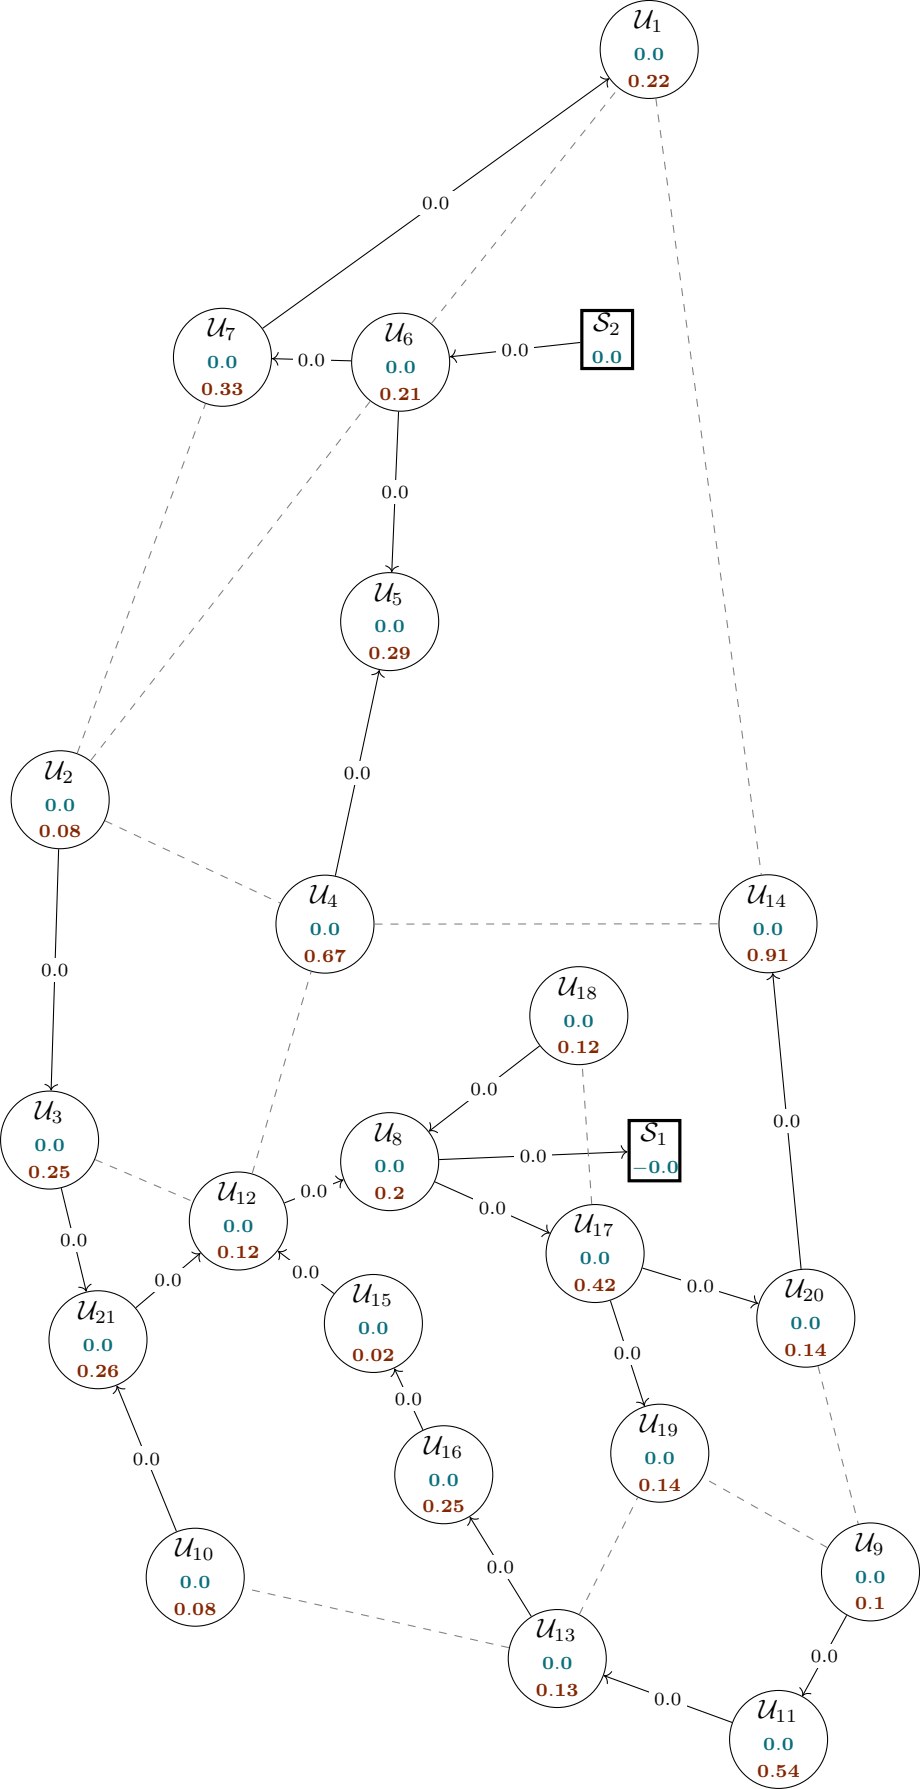 𝒰₁
0.0
0.22
0.0
𝒰₇
0.0
0.33
0.0
𝒰₆
0.0
0.21
0.0
𝒮₂
0.0
0.0
𝒰₅
0.0
0.29
0.0
𝒰₂
0.0
0.08
𝒰₄
0.0
0.67
𝒰₁₄
0.0
0.91
0.0
𝒰₁₈
0.0
0.12
0.0
0.0
𝒰₃
0.0
0.25
𝒰₈
0.0
0.2
0.0
𝒮₁
−0.0
𝒰₁₂
0.0
0.12
0.0
0.0
𝒰₁₇
0.0
0.42
0.0
0.0
0.0
0.0
𝒰₂₁
0.0
0.26
𝒰₁₅
0.0
0.02
𝒰₂₀
0.0
0.14
0.0
0.0
𝒰₁₆
0.0
0.25
𝒰₁₉
0.0
0.14
0.0
𝒰₁₀
0.0
0.08
0.0
𝒰₉
0.0
0.1
𝒰₁₃
0.0
0.13
0.0
0.0
𝒰₁₁
0.0
0.54